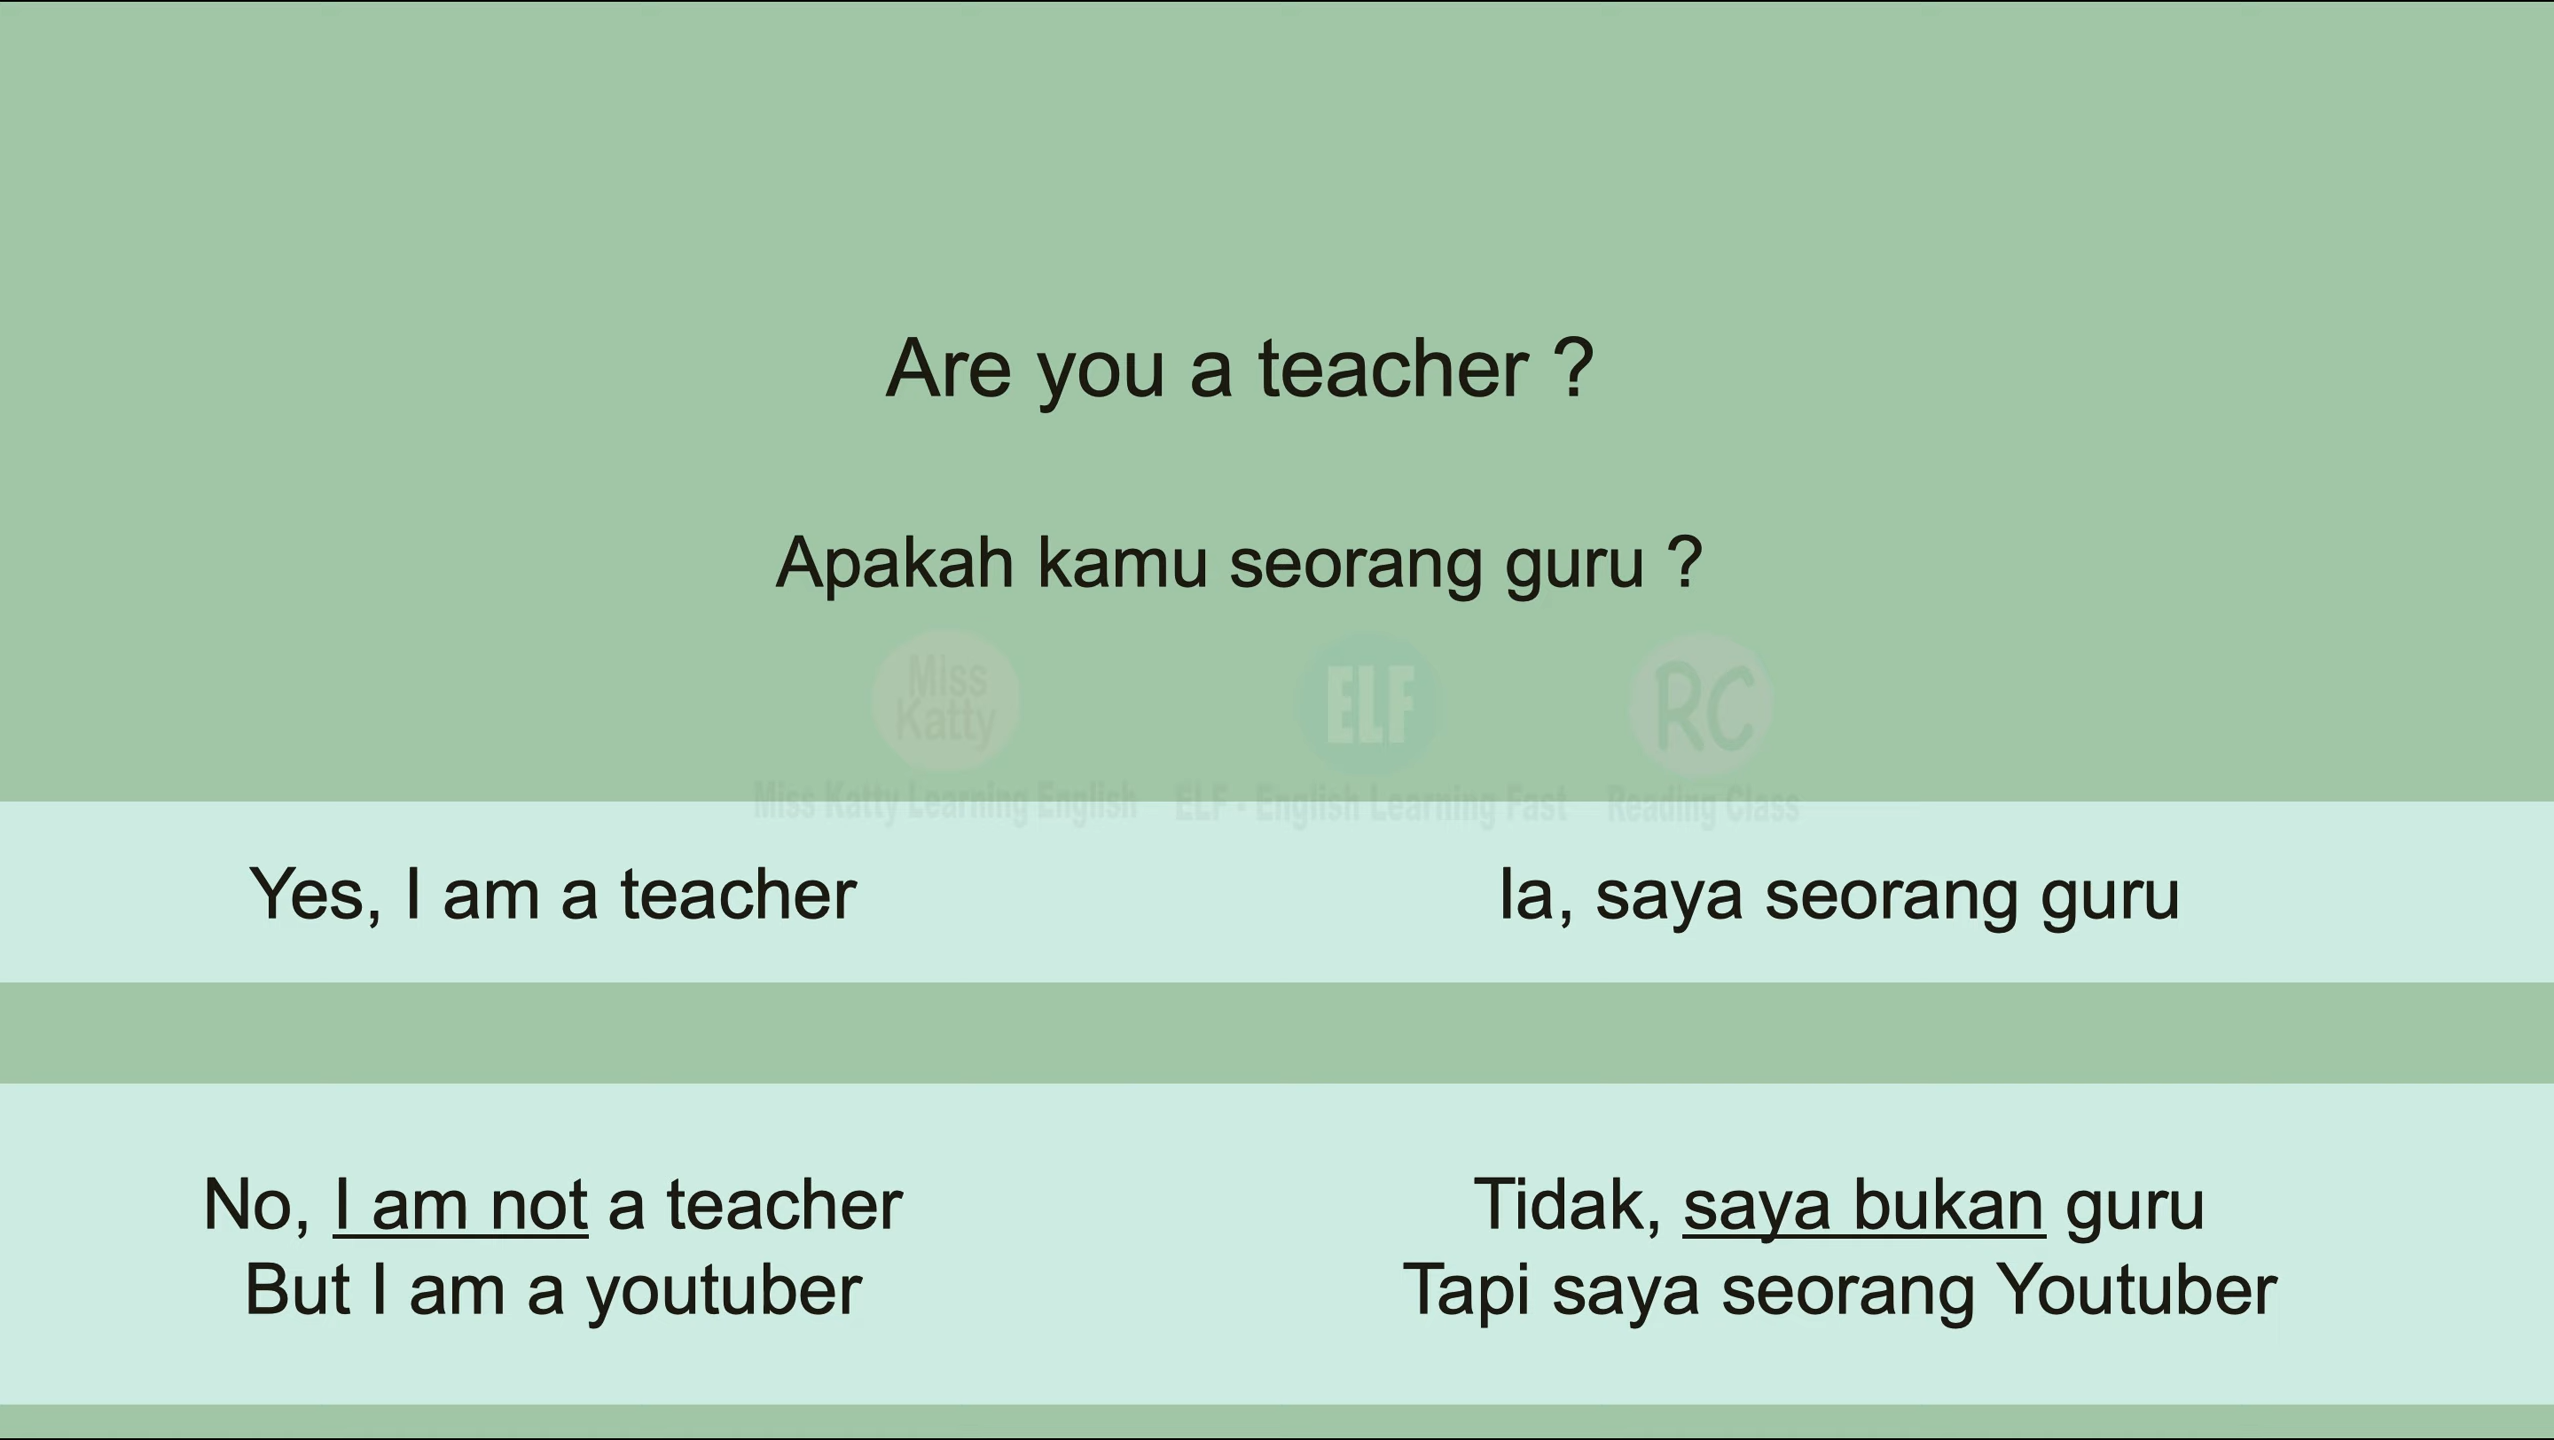 Are you a teacher ?
Apakah kamu seorang guru ?
Miss
Katty
ELF
RC
Miss Katty Learning English
ELF - English Learning Fast
Reading Class
Yes, I am a teacher
Ia, saya seorang guru
No, I am not a teacher
But I am a youtuber
Tidak, saya bukan guru
Tapi saya seorang Youtuber